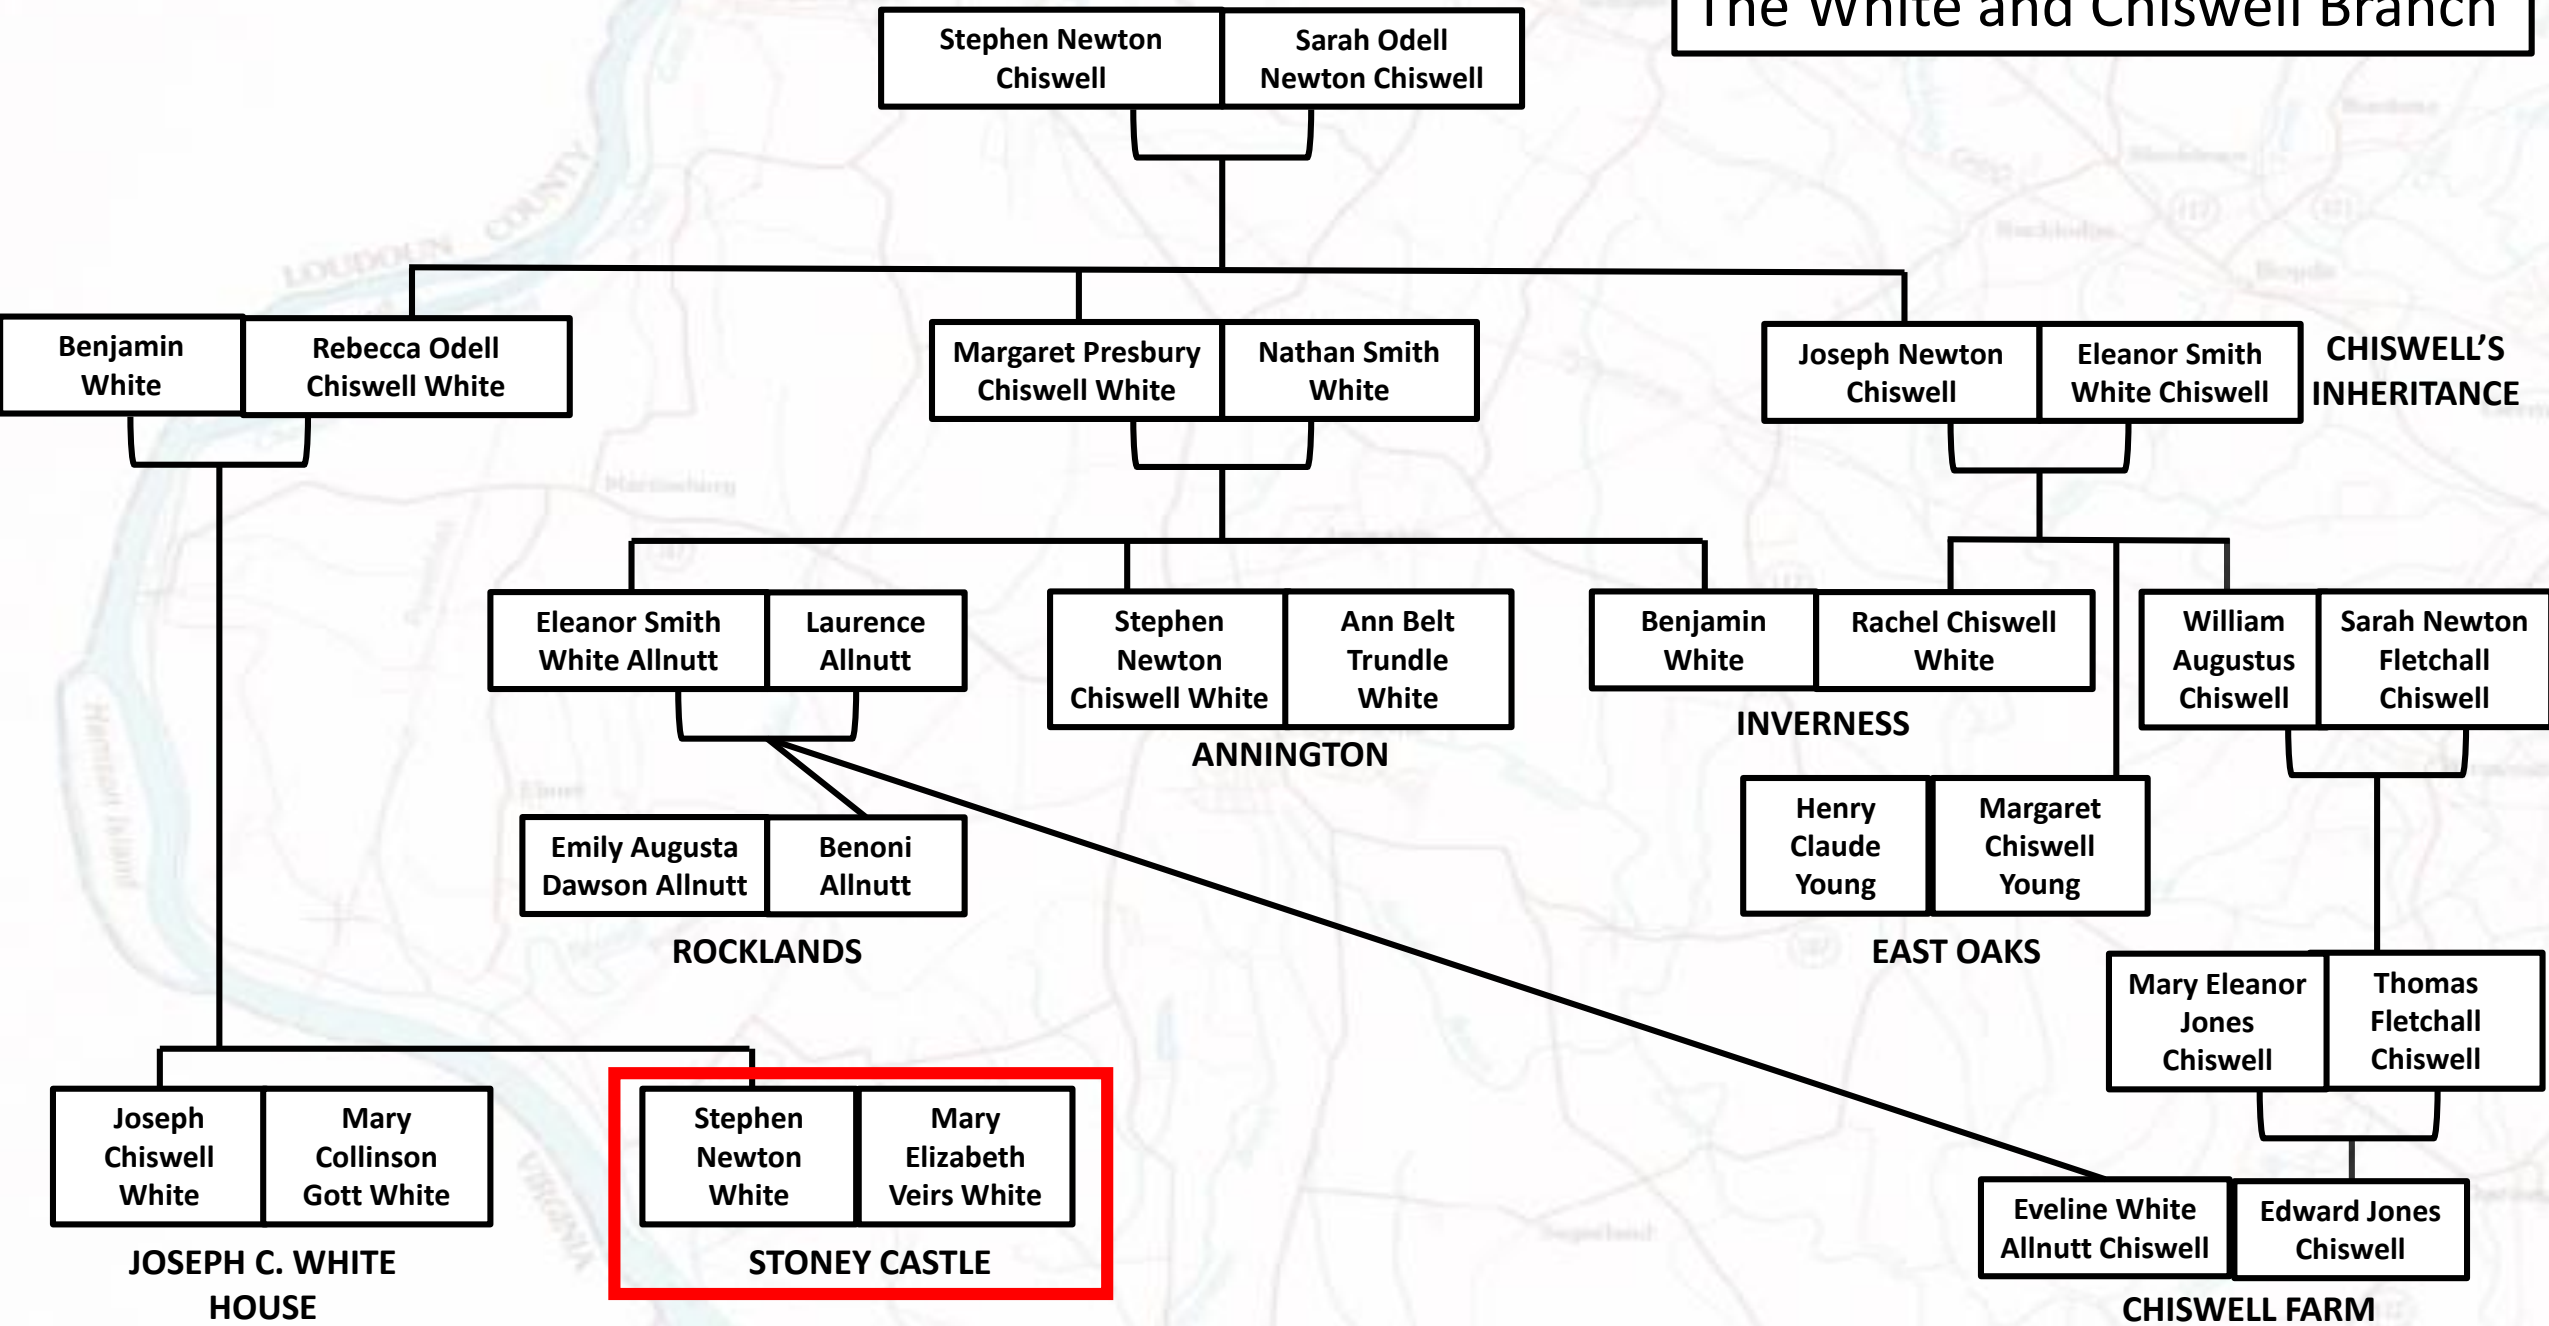 The White and Chiswell Branch
Stephen Newton
Chiswell
Sarah Odell
Newton Chiswell
LOUDOUN COUNTY
Benjamin
White
Rebecca Odell
Chiswell White
Margaret Presbury
Chiswell White
Nathan Smith
White
Joseph Newton
Chiswell
Eleanor Smith
White Chiswell
CHISWELL’S
INHERITANCE
Martinsburg
Eleanor Smith
White Allnutt
Laurence
Allnutt
Stephen
Newton
Chiswell White
Ann Belt
Trundle
White
ANNINGTON
Benjamin
White
Rachel Chiswell
White
INVERNESS
William
Augustus
Chiswell
Sarah Newton
Fletchall
Chiswell
Henry
Claude
Young
Margaret
Chiswell
Young
EAST OAKS
Emily Augusta
Dawson Allnutt
Benoni
Allnutt
ROCKLANDS
Mary Eleanor
Jones
Chiswell
Thomas
Fletchall
Chiswell
Joseph
Chiswell
White
Mary
Collinson
Gott White
JOSEPH C. WHITE
HOUSE
Stephen
Newton
White
Mary
Elizabeth
Veirs White
STONEY CASTLE
VIRGINIA
Eveline White
Allnutt Chiswell
Edward Jones
Chiswell
CHISWELL FARM